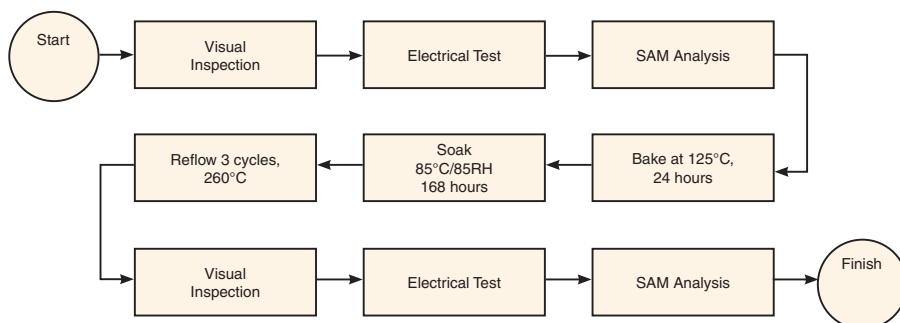 Start
Visual
Inspection
Electrical Test
SAM Analysis
Bake at 125°C,
24 hours
Soak
85°C/85RH
168 hours
Reflow 3 cycles,
260°C
Visual
Inspection
Electrical Test
SAM Analysis
Finish